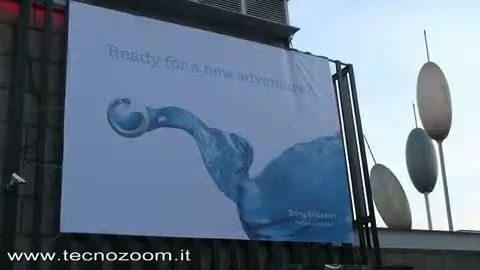 Ready for a new adventure?
Sony Ericsson
www.tecnozoom.it